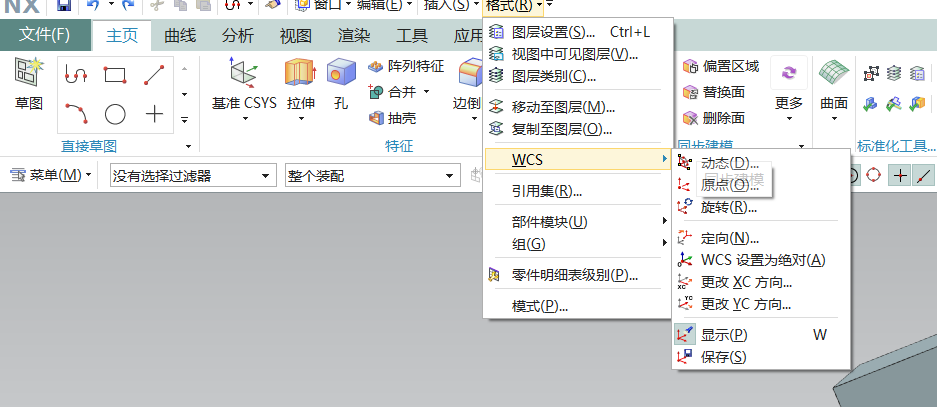 NX
窗口
编辑(E)
插入(S)
格式(R)
文件(F) 主页 曲线 分析 视图 渲染 工具 应用
草图
基准 CSYS
拉伸
孔
阵列特征
合并
抽壳
边倒
偏置区域
替换面
删除面
更多
曲面
直接草图
特征
同步建模
标准化工具...
菜单(M)
没有选择过滤器
整个装配
图层设置(S)... Ctrl+L
视图中可见图层(V)...
图层类别(C)...
移动至图层(M)...
复制至图层(O)...
WCS
引用集(R)...
部件模块(U)
组(G)
零件明细表级别(P)...
模式(P)...
动态(D)...
同步建模
原点(O)...
旋转(R)...
定向(N)...
WCS 设置为绝对(A)
XC
更改 XC 方向...
YC
更改 YC 方向...
显示(P) W
保存(S)